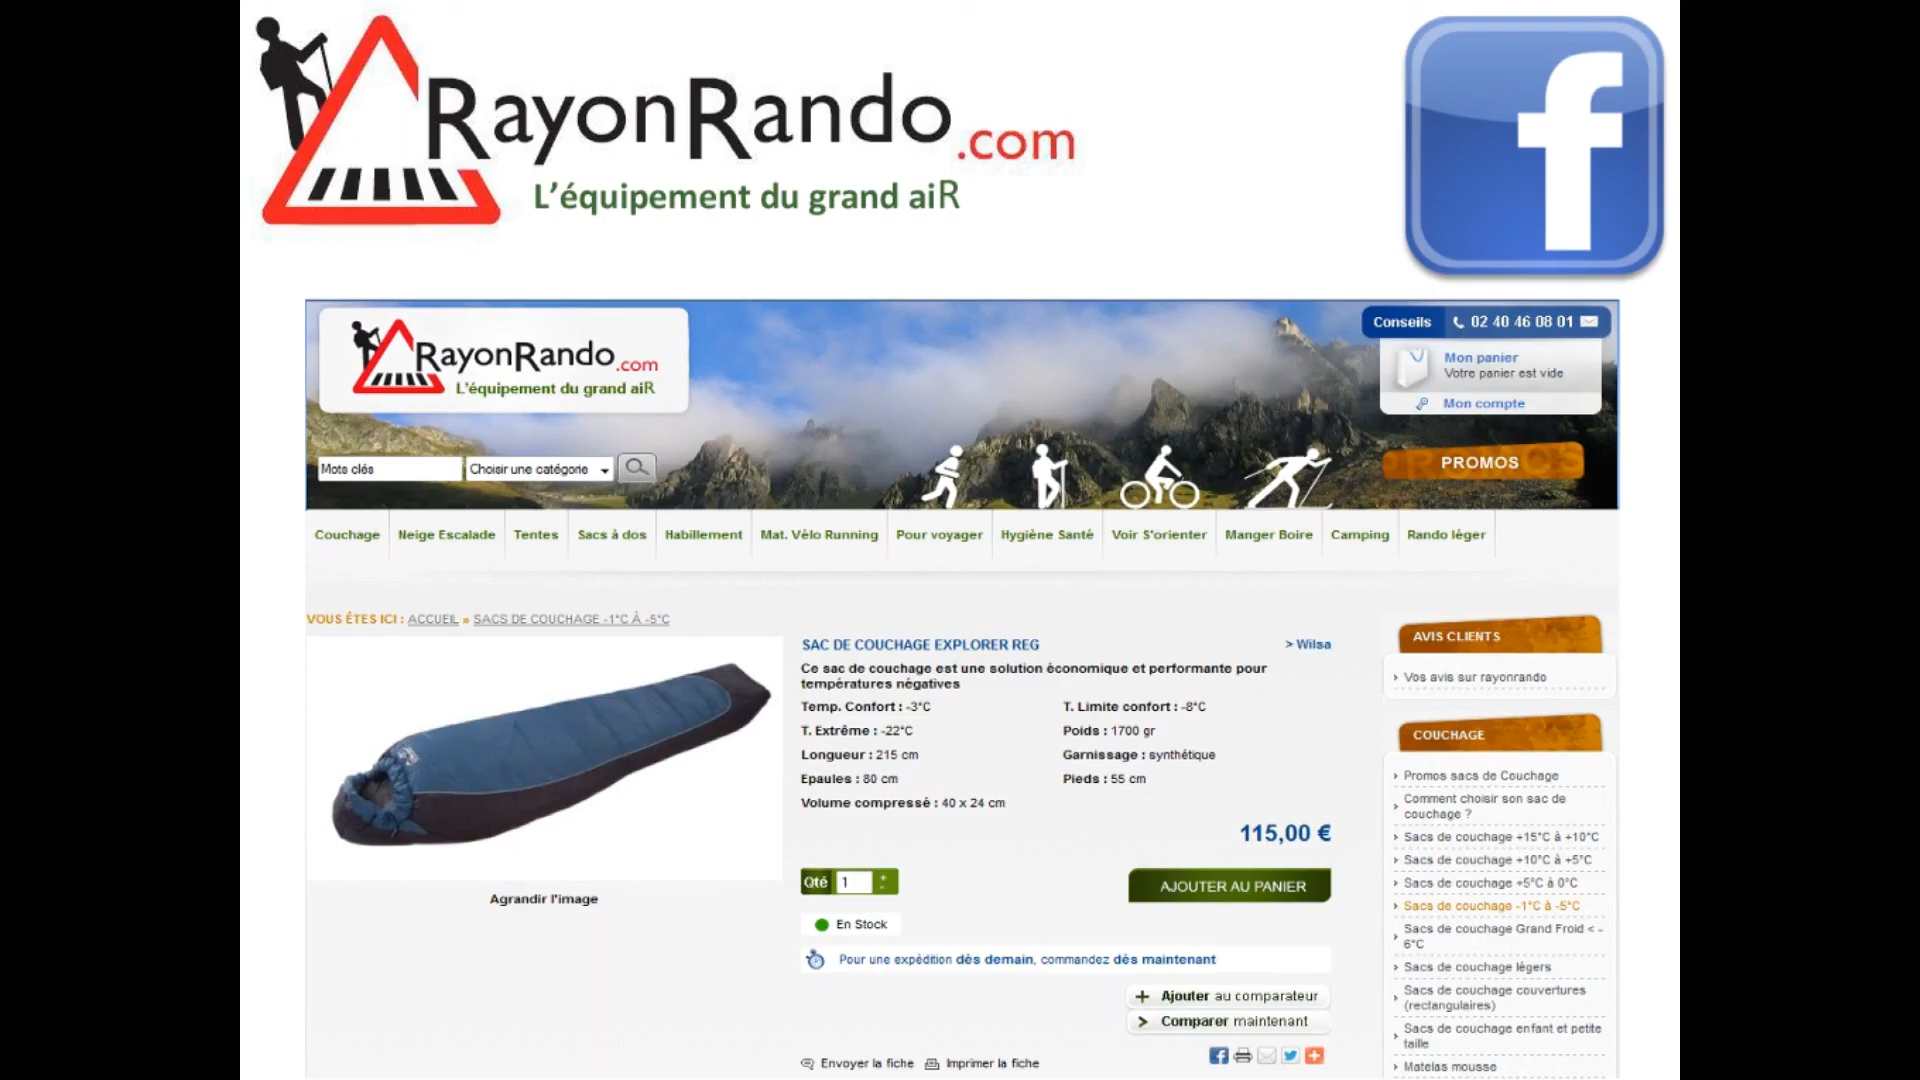 RayonRando.com
L'équipement du grand aiR
f
RayonRando.com
L'équipement du grand aiR
Conseils 02 40 46 08 01
Mon panier
Votre panier est vide
Mon compte
Mots clés
Choisir une catégorie
PROMOS
Couchage
Neige Escalade
Tentes
Sacs à dos
Habillement
Mat. Vélo Running
Pour voyager
Hygiène Santé
Voir S'orienter
Manger Boire
Camping
Rando léger
VOUS ÊTES ICI : ACCUEIL » SACS DE COUCHAGE -1°C À -5°C
Agrandir l'image
SAC DE COUCHAGE EXPLORER REG
> Wilsa
Ce sac de couchage est une solution économique et performante pour
températures négatives
Temp. Confort : -3°C
T. Limite confort : -8°C
T. Extrême : -22°C
Poids : 1700 gr
Longueur : 215 cm
Garnissage : synthétique
Epaules : 80 cm
Pieds : 55 cm
Volume compressé : 40 x 24 cm
115,00 €
Qté 1
AJOUTER AU PANIER
En Stock
Pour une expédition dès demain, commandez dès maintenant
Ajouter au comparateur
Comparer maintenant
Envoyer la fiche
Imprimer la fiche
AVIS CLIENTS
Vos avis sur rayonrando
COUCHAGE
Promos sacs de Couchage
Comment choisir son sac de
couchage ?
Sacs de couchage +15°C à +10°C
Sacs de couchage +10°C à +5°C
Sacs de couchage +5°C à 0°C
Sacs de couchage -1°C à -5°C
Sacs de couchage Grand Froid < -
6°C
Sacs de couchage légers
Sacs de couchage couvertures
(rectangulaires)
Sacs de couchage enfant et petite
taille
Matelas mousse